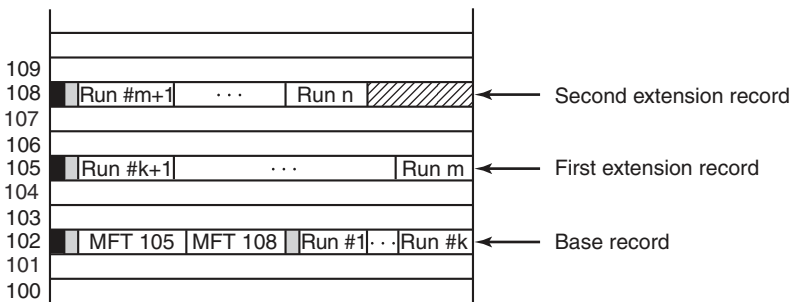 109
108 Run #m+1 · · · Run n Second extension record
107
106
105 Run #k+1 · · · Run m First extension record
104
103
102 MFT 105 MFT 108 Run #1 · · · Run #k Base record
101
100